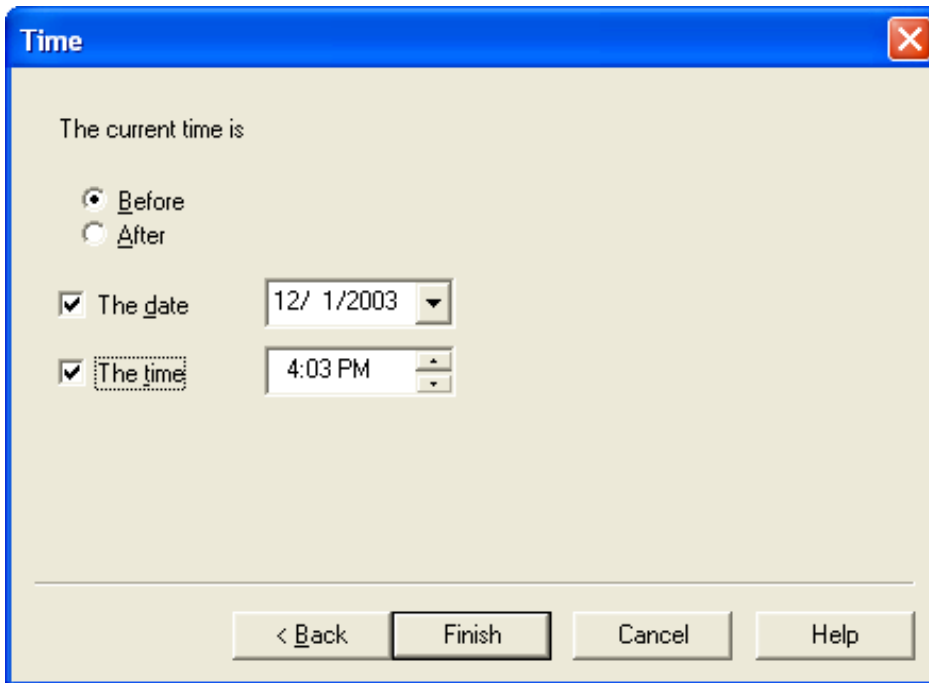 Time
The current time is
Before
After
The date 12/ 1/2003
The time 4:03 PM
< Back Finish Cancel Help